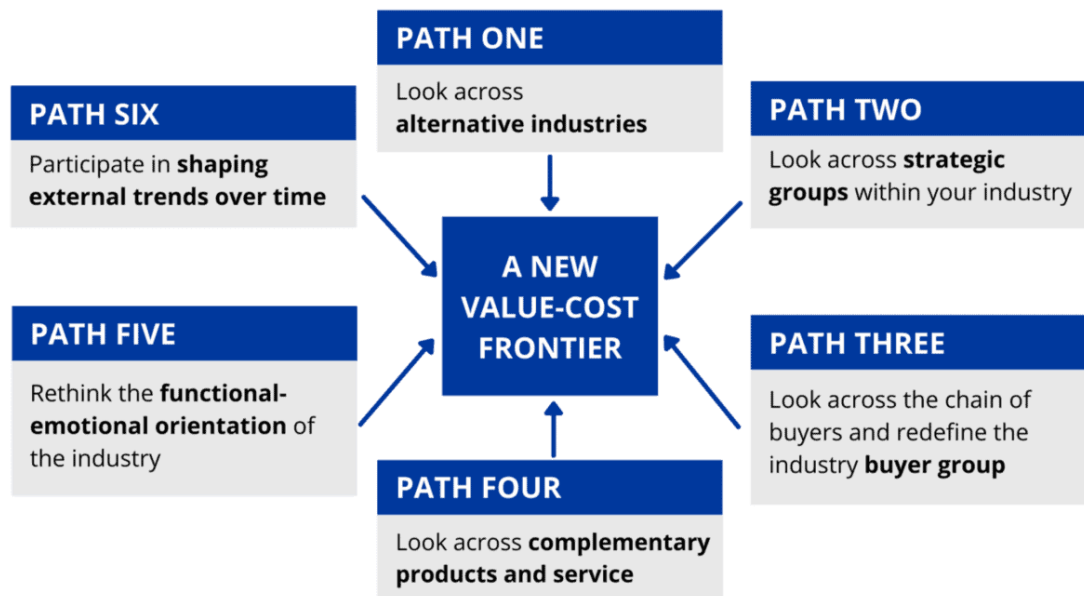 PATH ONE
Look across
alternative industries
PATH TWO
Look across strategic
groups within your industry
PATH THREE
Look across the chain of
buyers and redefine the
industry buyer group
PATH FOUR
Look across complementary
products and service
PATH FIVE
Rethink the functional-
emotional orientation of
the industry
PATH SIX
Participate in shaping
external trends over time
A NEW
VALUE-COST
FRONTIER